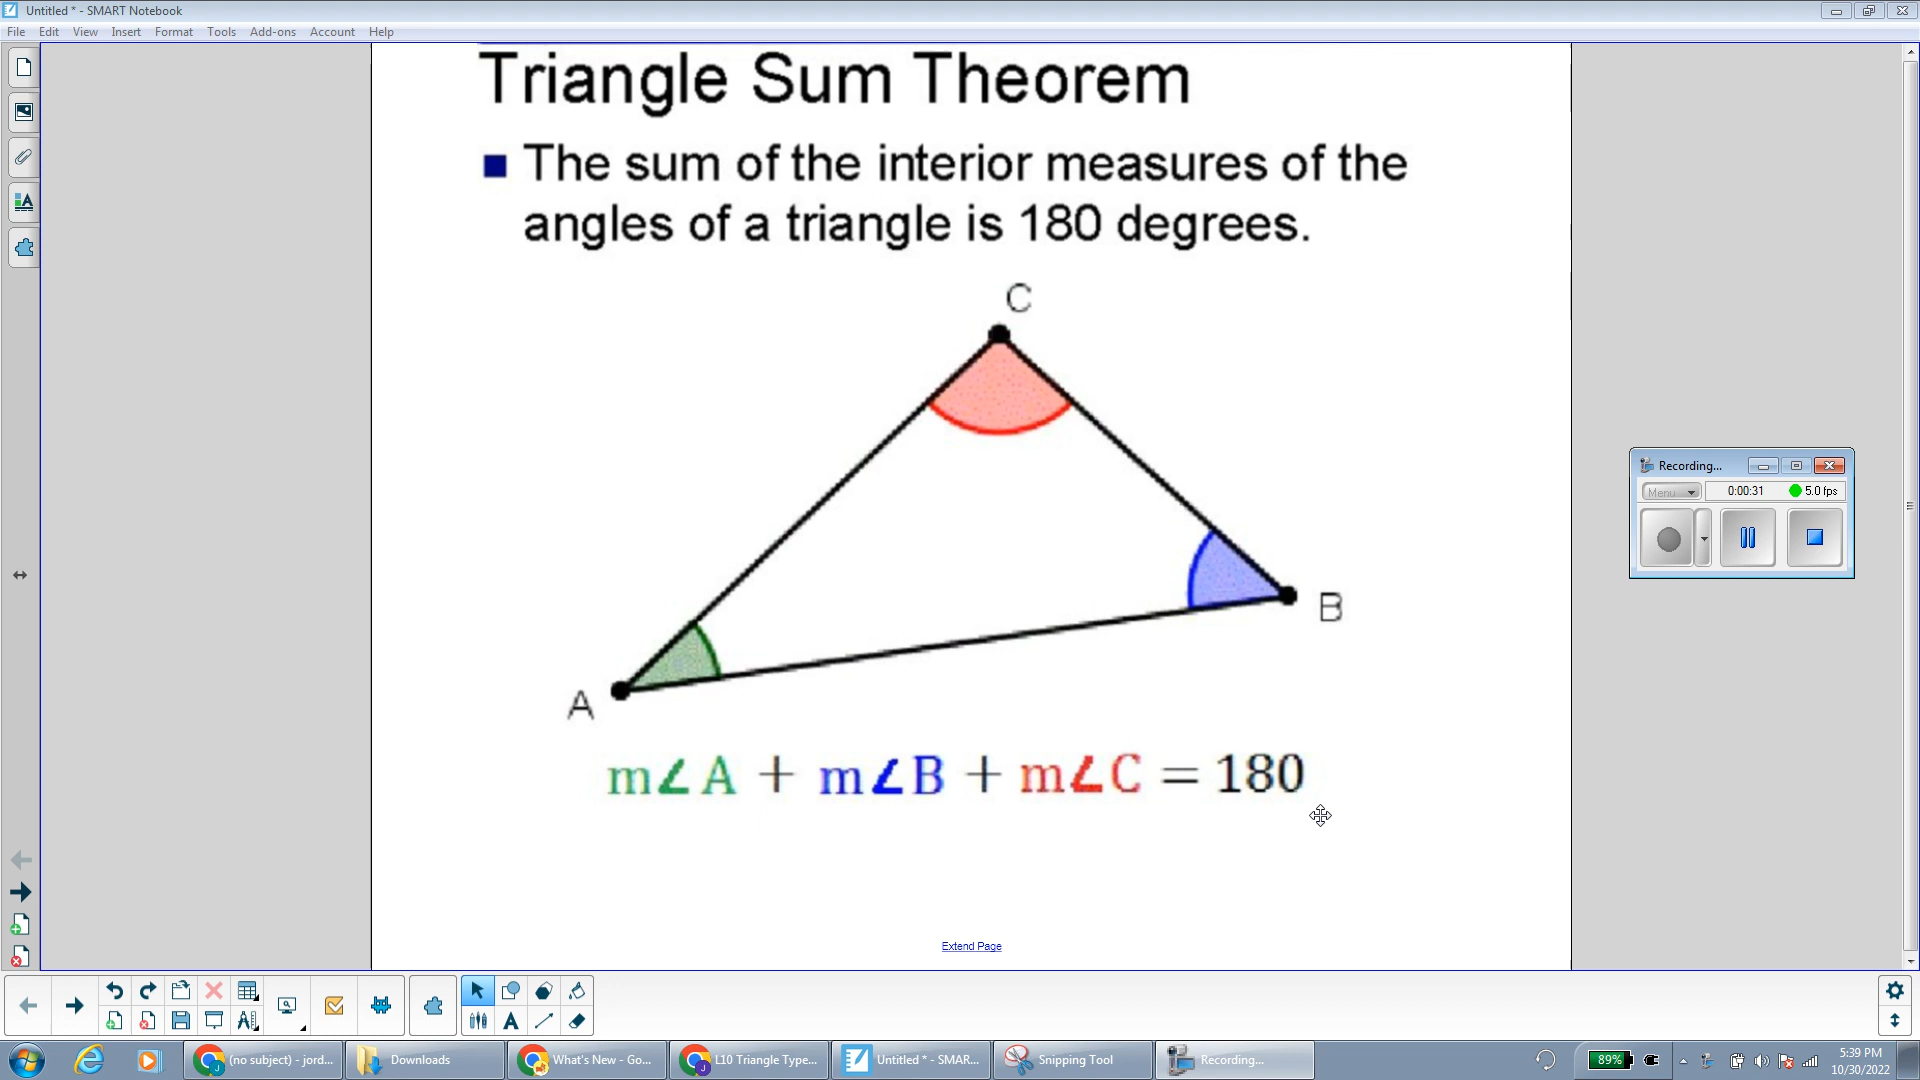 Untitled * - SMART Notebook
File Edit View Insert Format Tools Add-ons Account Help
Triangle Sum Theorem
The sum of the interior measures of the
angles of a triangle is 180 degrees.
C
B
A
m∠A + m∠B + m∠C = 180
Extend Page
Recording...
Menu
0:00:31
5.0 fps
(no subject) - jord...
Downloads
What's New - Go...
L10 Triangle Type...
Untitled * - SMAR...
Snipping Tool
Recording...
89%
5:39 PM
10/30/2022